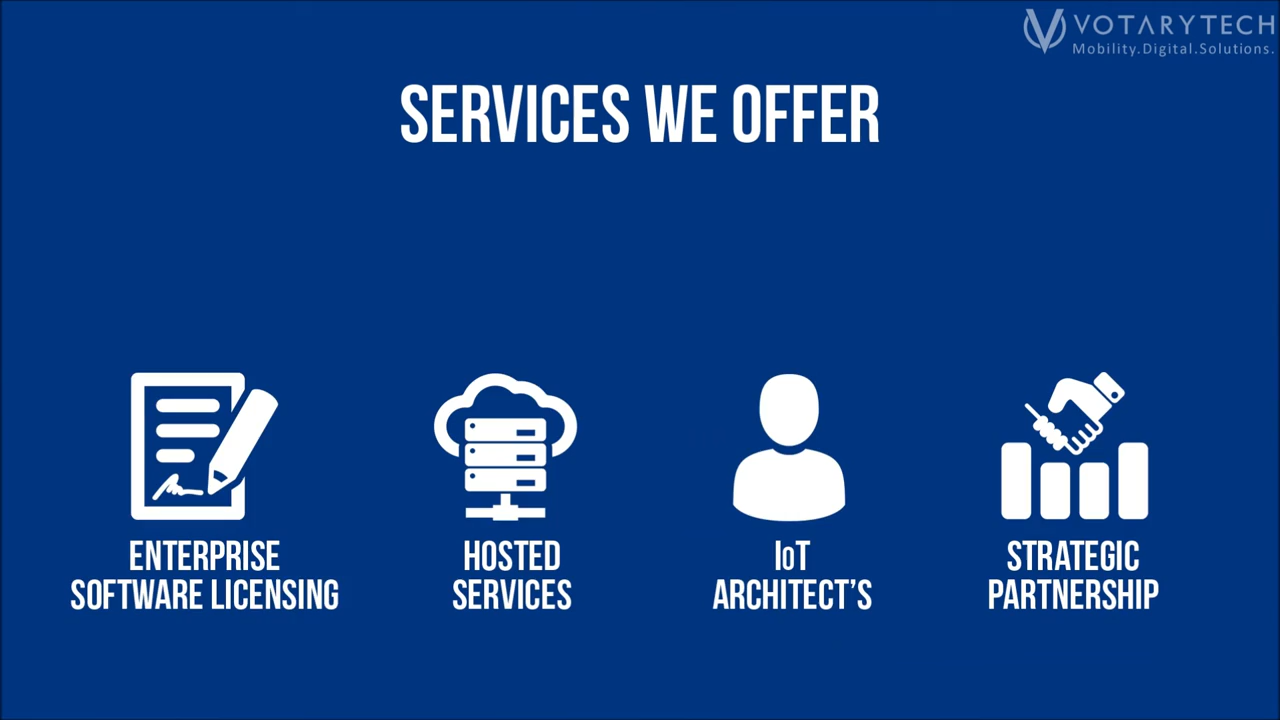 VOTARYTECH
Mobility.Digital.Solutions.
SERVICES WE OFFER
ENTERPRISE
SOFTWARE LICENSING
HOSTED
SERVICES
IoT
ARCHITECT'S
STRATEGIC
PARTNERSHIP